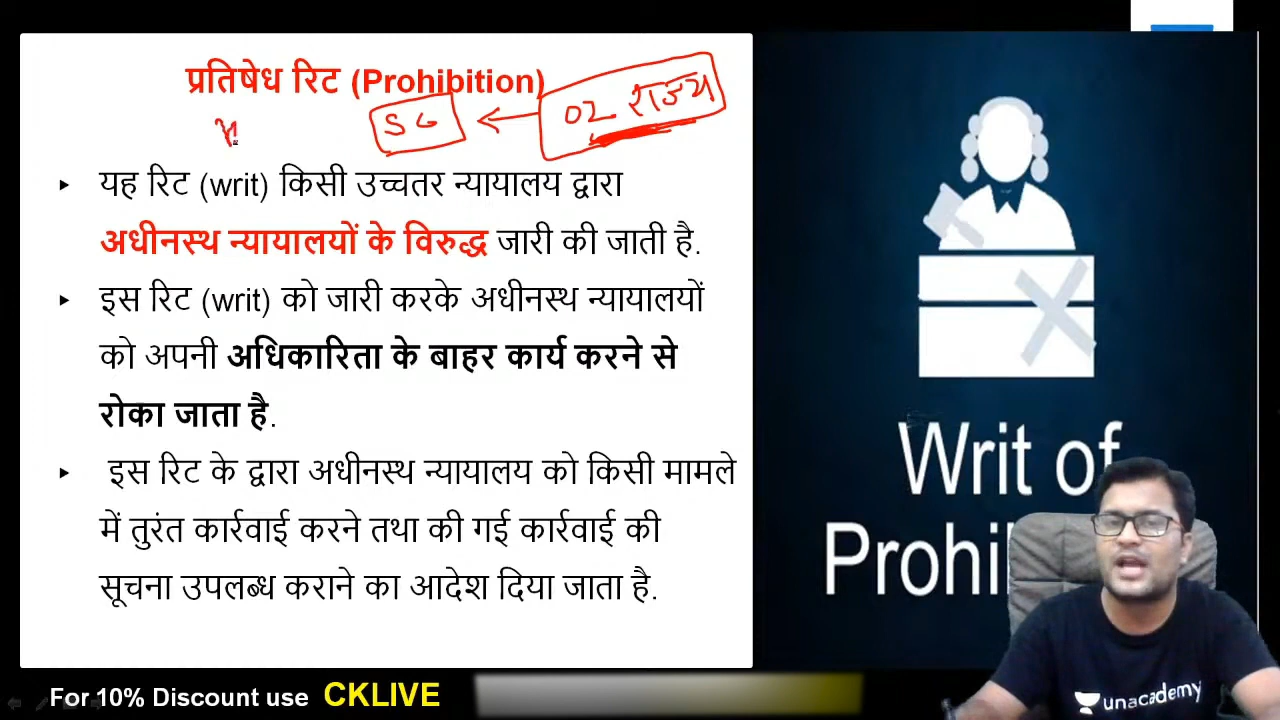 प्रतिषेध रिट (Prohibition)
SC
02 राज्य
यह रिट (writ) किसी उच्चतर न्यायालय द्वारा
अधीनस्थ न्यायालयों के विरुद्ध जारी की जाती है.
इस रिट (writ) को जारी करके अधीनस्थ न्यायालयों
को अपनी अधिकारिता के बाहर कार्य करने से
रोका जाता है.
इस रिट के द्वारा अधीनस्थ न्यायालय को किसी मामले
में तुरंत कार्रवाई करने तथा की गई कार्रवाई की
सूचना उपलब्ध कराने का आदेश दिया जाता है.
Writ of
unacademy
For 10% Discount use CKLIVE